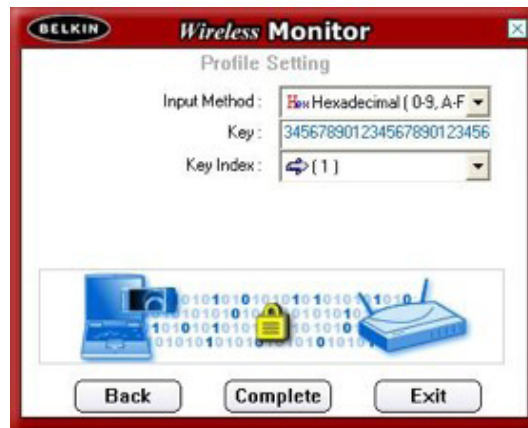 BELKIN Wireless Monitor
Profile Setting
Input Method : Hex Hexadecimal ( 0-9, A-F
Key : 345678901234567890123456
Key Index : ( 1 )
Back Complete Exit